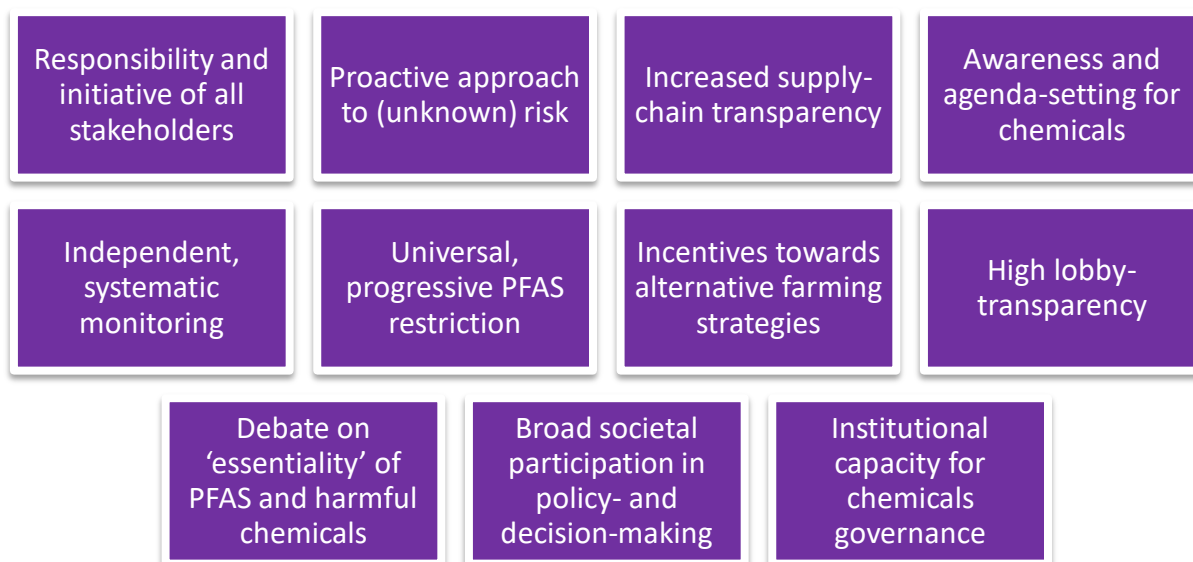 Responsibility and
initiative of all
stakeholders
Proactive approach
to (unknown) risk
Increased supply-
chain transparency
Awareness and
agenda-setting for
chemicals
Independent,
systematic
monitoring
Universal,
progressive PFAS
restriction
Incentives towards
alternative farming
strategies
High lobby-
transparency
Debate on
‘essentiality’ of
PFAS and harmful
chemicals
Broad societal
participation in
policy- and
decision-making
Institutional
capacity for
chemicals
governance